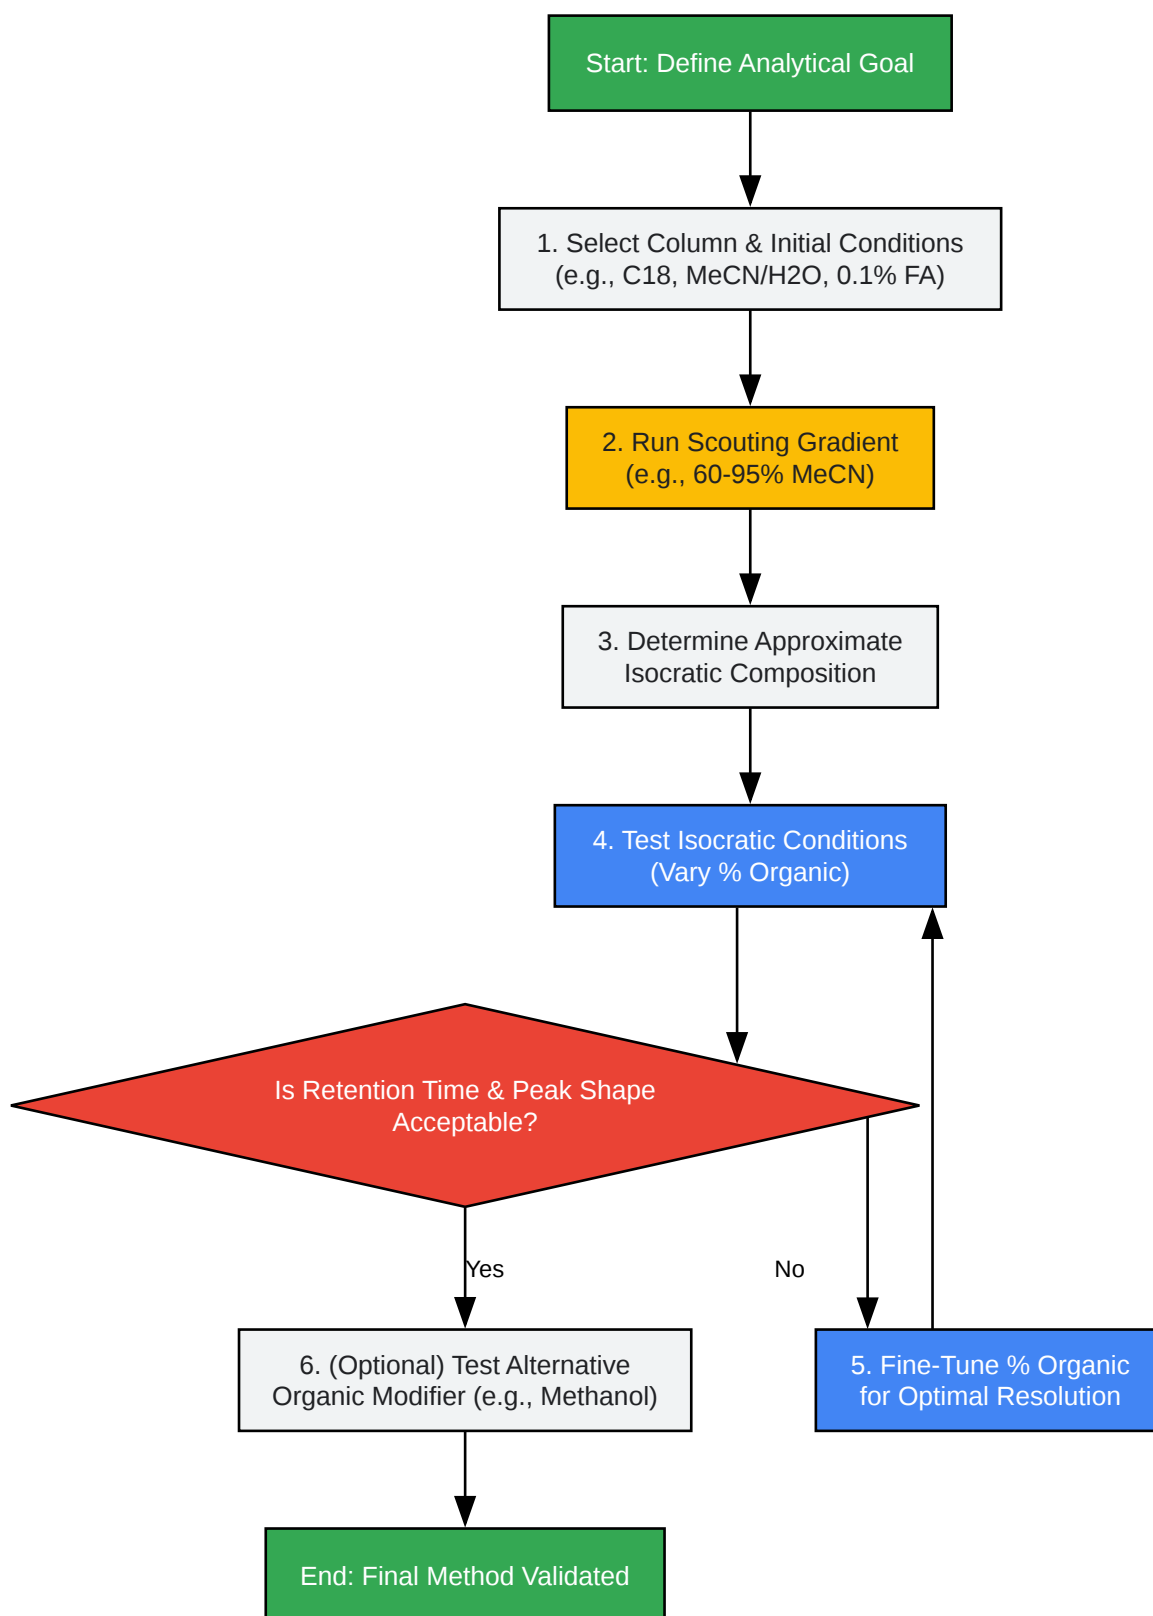 Start: Define Analytical Goal
1. Select Column & Initial Conditions
(e.g., C18, MeCN/H2O, 0.1% FA)
2. Run Scouting Gradient
(e.g., 60-95% MeCN)
3. Determine Approximate
Isocratic Composition
4. Test Isocratic Conditions
(Vary % Organic)
Is Retention Time & Peak Shape
Acceptable?
Yes
No
6. (Optional) Test Alternative
Organic Modifier (e.g., Methanol)
5. Fine-Tune % Organic
for Optimal Resolution
End: Final Method Validated